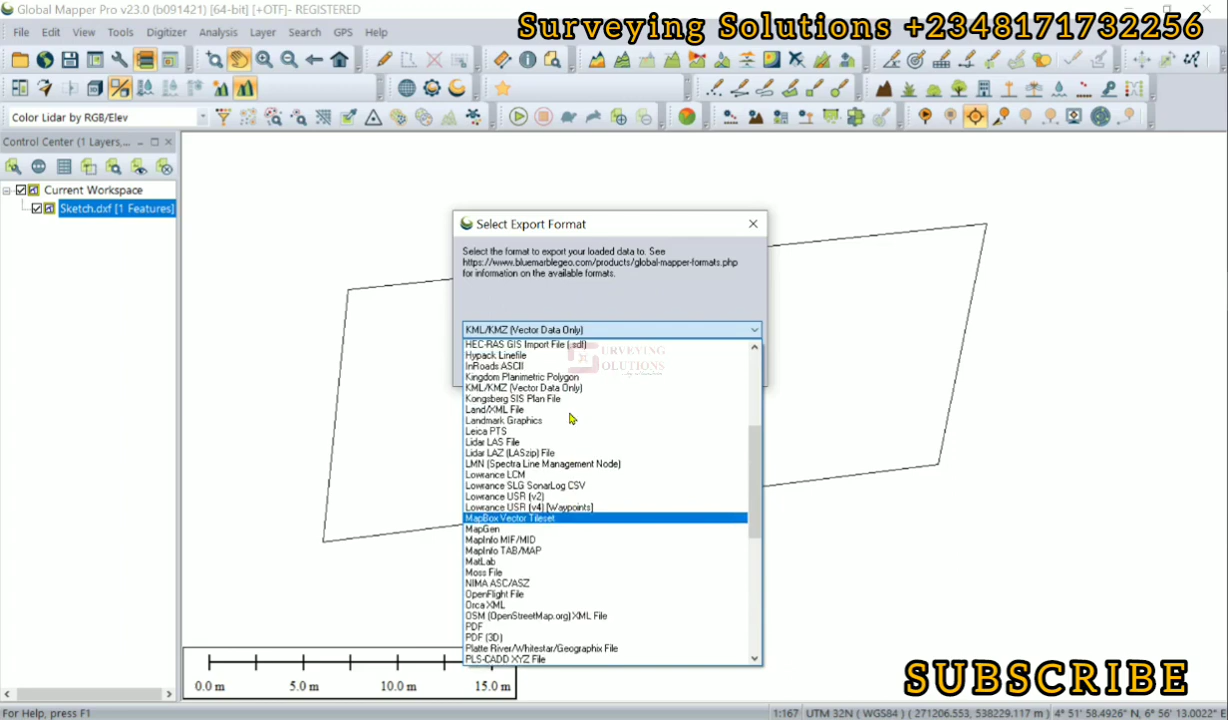 Global Mapper Pro v23.0 (b091421) [64-bit] [+OTF] - REGISTERED
Surveying Solutions +2348171732256
File Edit View Tools Digitizer Analysis Layer Search GPS Help
Color Lidar by RGB/Elev
Control Center (1 Layers,...
Current Workspace
Sketch.dxf [1 Features]
Select Export Format
Select the format to export your loaded data to. See
https://www.bluemarblegeo.com/products/global-mapper-formats.php
for information on the available formats.
KML/KMZ (Vector Data Only)
HEC-RAS GIS Import File (.sdf)
Hypack Linefile
InRoads ASCII
Kingdom Planimetric Polygon
KML/KMZ (Vector Data Only)
Kongsberg SIS Plan File
Land/XML File
Landmark Graphics
Leica PTS
Lidar LAS File
Lidar LAZ (LASzip) File
LMN (Spectra Line Management Node)
Lowrance LCM
Lowrance SLG SonarLog CSV
Lowrance USR (v2)
Lowrance USR (v4) [Waypoints]
MapBox Vector Tileset
MapGen
MapInfo MIF/MID
MapInfo TAB/MAP
MatLab
Moss File
NIMA ASC/ASZ
OpenFlight File
Orca XML
OSM (OpenStreetMap.org) XML File
PDF
PDF (3D)
Platte River/Whitestar/Geographix File
PLS-CADD XYZ File
SURVEYING
SOLUTIONS
0.0 m 5.0 m 10.0 m 15.0 m
SUBSCRIBE
For Help, press F1
1:167 UTM 32N (WGS84) ( 271206.553, 538229.117 m ) 4° 51' 58.4926" N, 6° 56' 13.0022" E